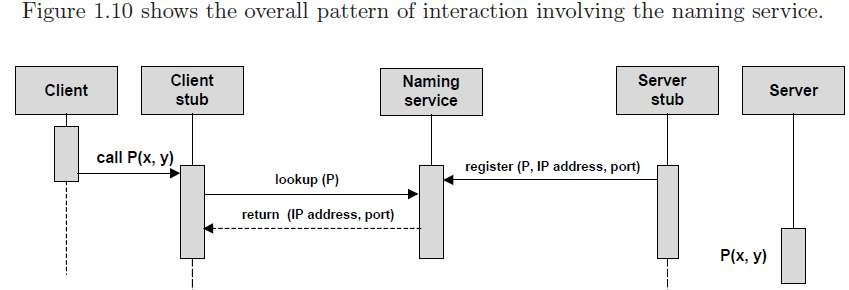 Figure 1.10 shows the overall pattern of interaction involving the naming service.
Client
Client
stub
Naming
service
Server
stub
Server
call P(x, y)
lookup (P)
register (P, IP address, port)
return (IP address, port)
P(x, y)